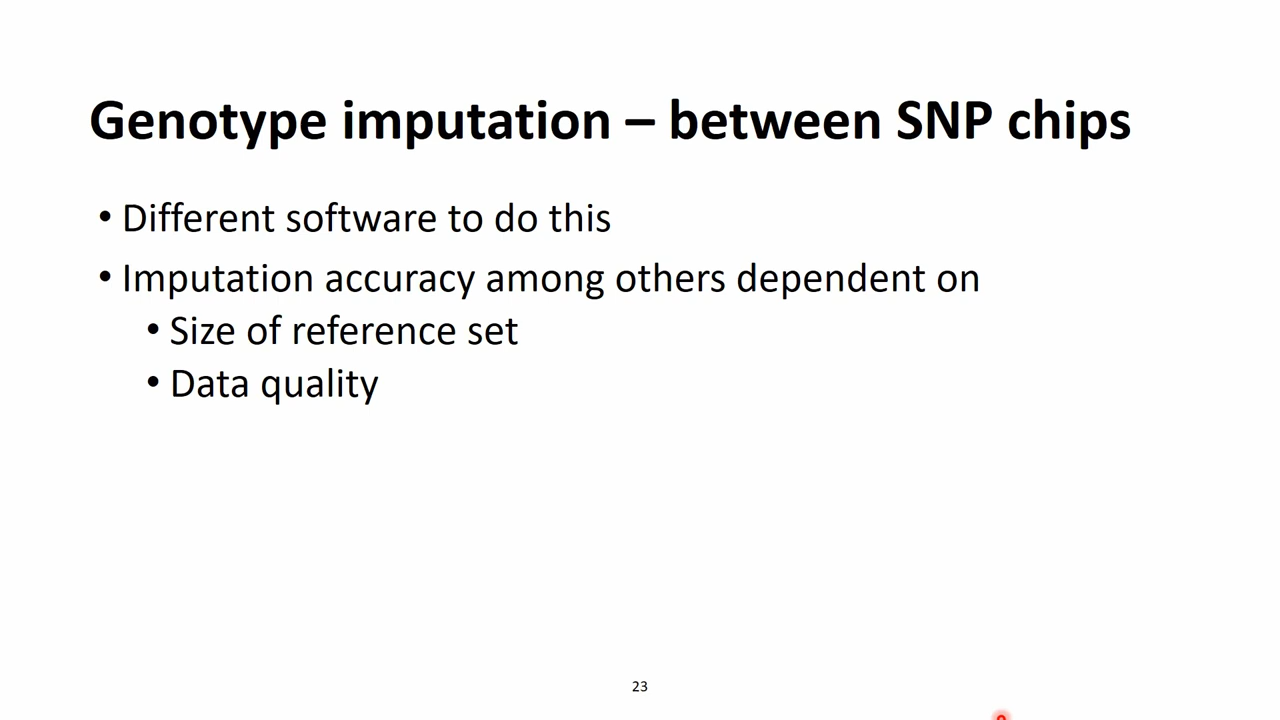 Genotype imputation – between SNP chips
• Different software to do this
• Imputation accuracy among others dependent on
• Size of reference set
• Data quality
23